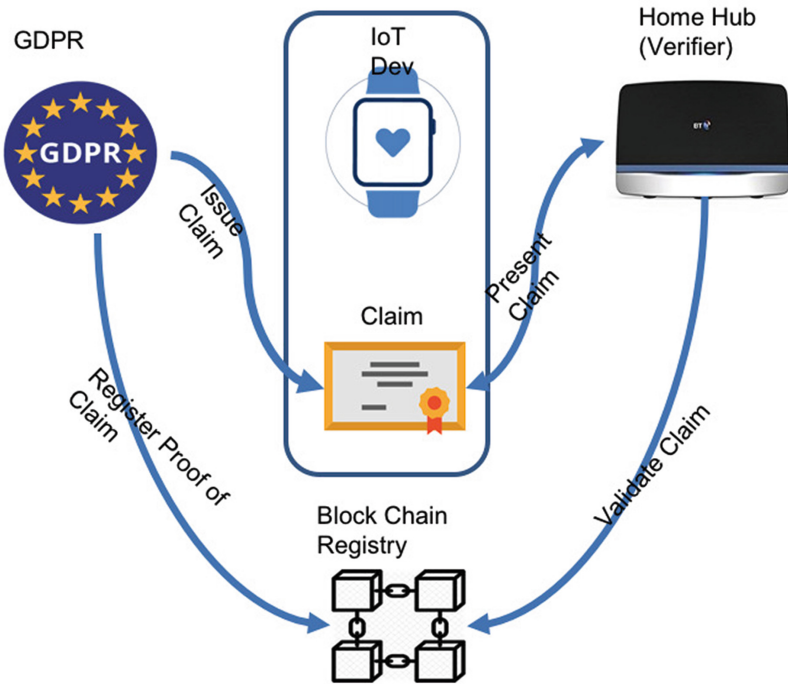 GDPR
IoT
Dev
Home Hub
(Verifier)
GDPR
BT
Issue
Claim
Present
Claim
Claim
Register Proof of
Claim
Validate Claim
Block Chain
Registry